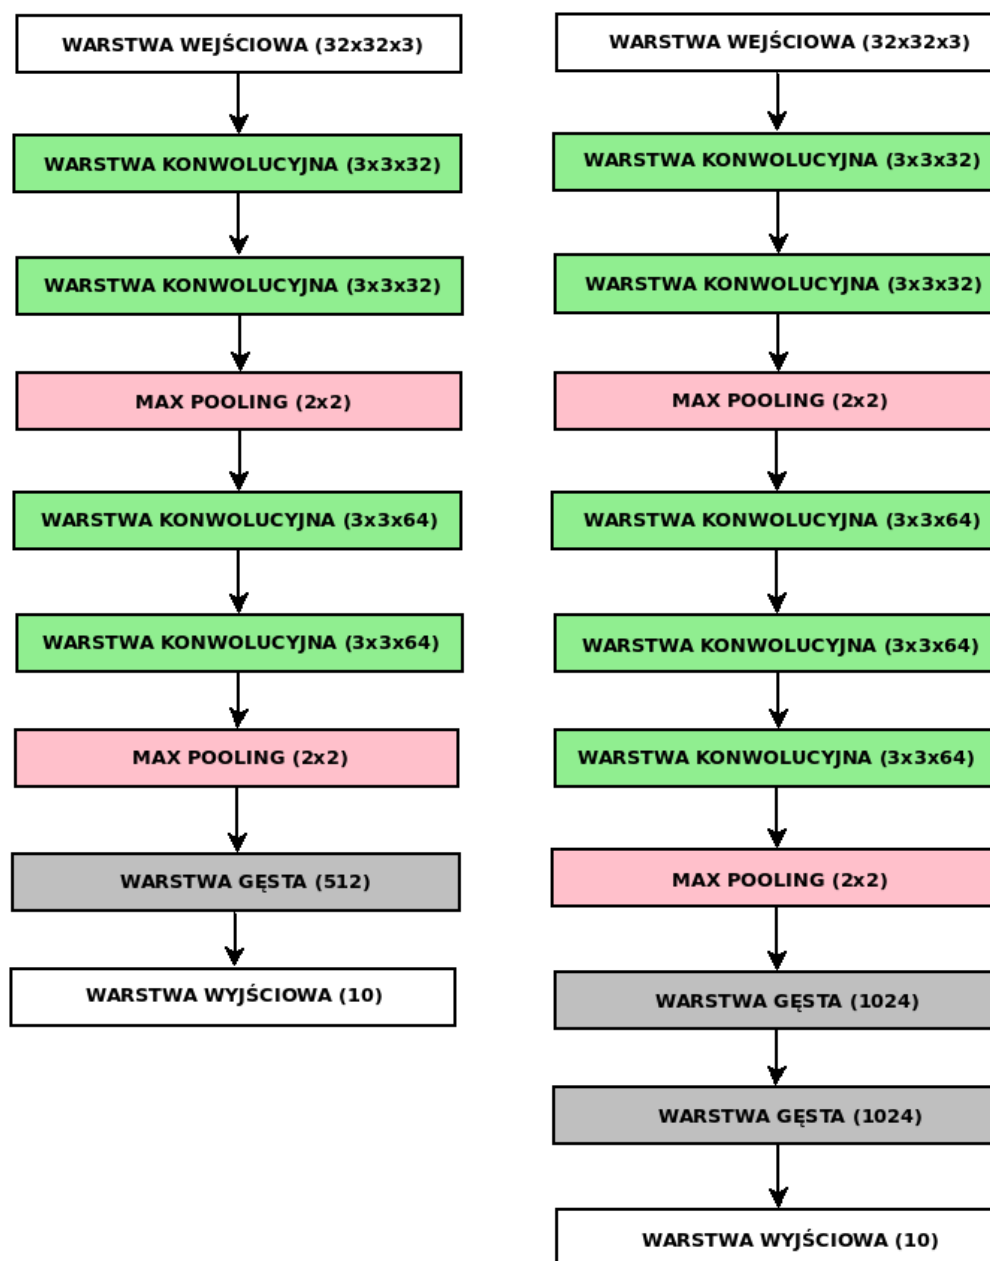 WARSTWA WEJŚCIOWA (32x32x3)
WARSTWA KONWOLUCYJNA (3x3x32)
WARSTWA KONWOLUCYJNA (3x3x32)
MAX POOLING (2x2)
WARSTWA KONWOLUCYJNA (3x3x64)
WARSTWA KONWOLUCYJNA (3x3x64)
MAX POOLING (2x2)
WARSTWA GĘSTA (512)
WARSTWA WYJŚCIOWA (10)
WARSTWA WEJŚCIOWA (32x32x3)
WARSTWA KONWOLUCYJNA (3x3x32)
WARSTWA KONWOLUCYJNA (3x3x32)
MAX POOLING (2x2)
WARSTWA KONWOLUCYJNA (3x3x64)
WARSTWA KONWOLUCYJNA (3x3x64)
WARSTWA KONWOLUCYJNA (3x3x64)
MAX POOLING (2x2)
WARSTWA GĘSTA (1024)
WARSTWA GĘSTA (1024)
WARSTWA WYJŚCIOWA (10)